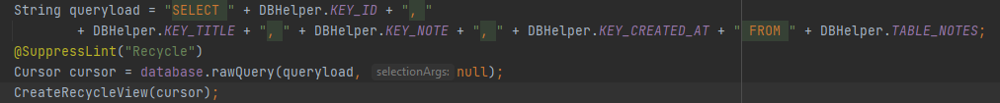 String queryload = "SELECT " + DBHelper.KEY_ID + ", "
+ DBHelper.KEY_TITLE + ", " + DBHelper.KEY_NOTE + ", " + DBHelper.KEY_CREATED_AT + " FROM " + DBHelper.TABLE_NOTES;
@SuppressLint("Recycle")
Cursor cursor = database.rawQuery(queryload, selectionArgs: null);
CreateRecycleView(cursor);